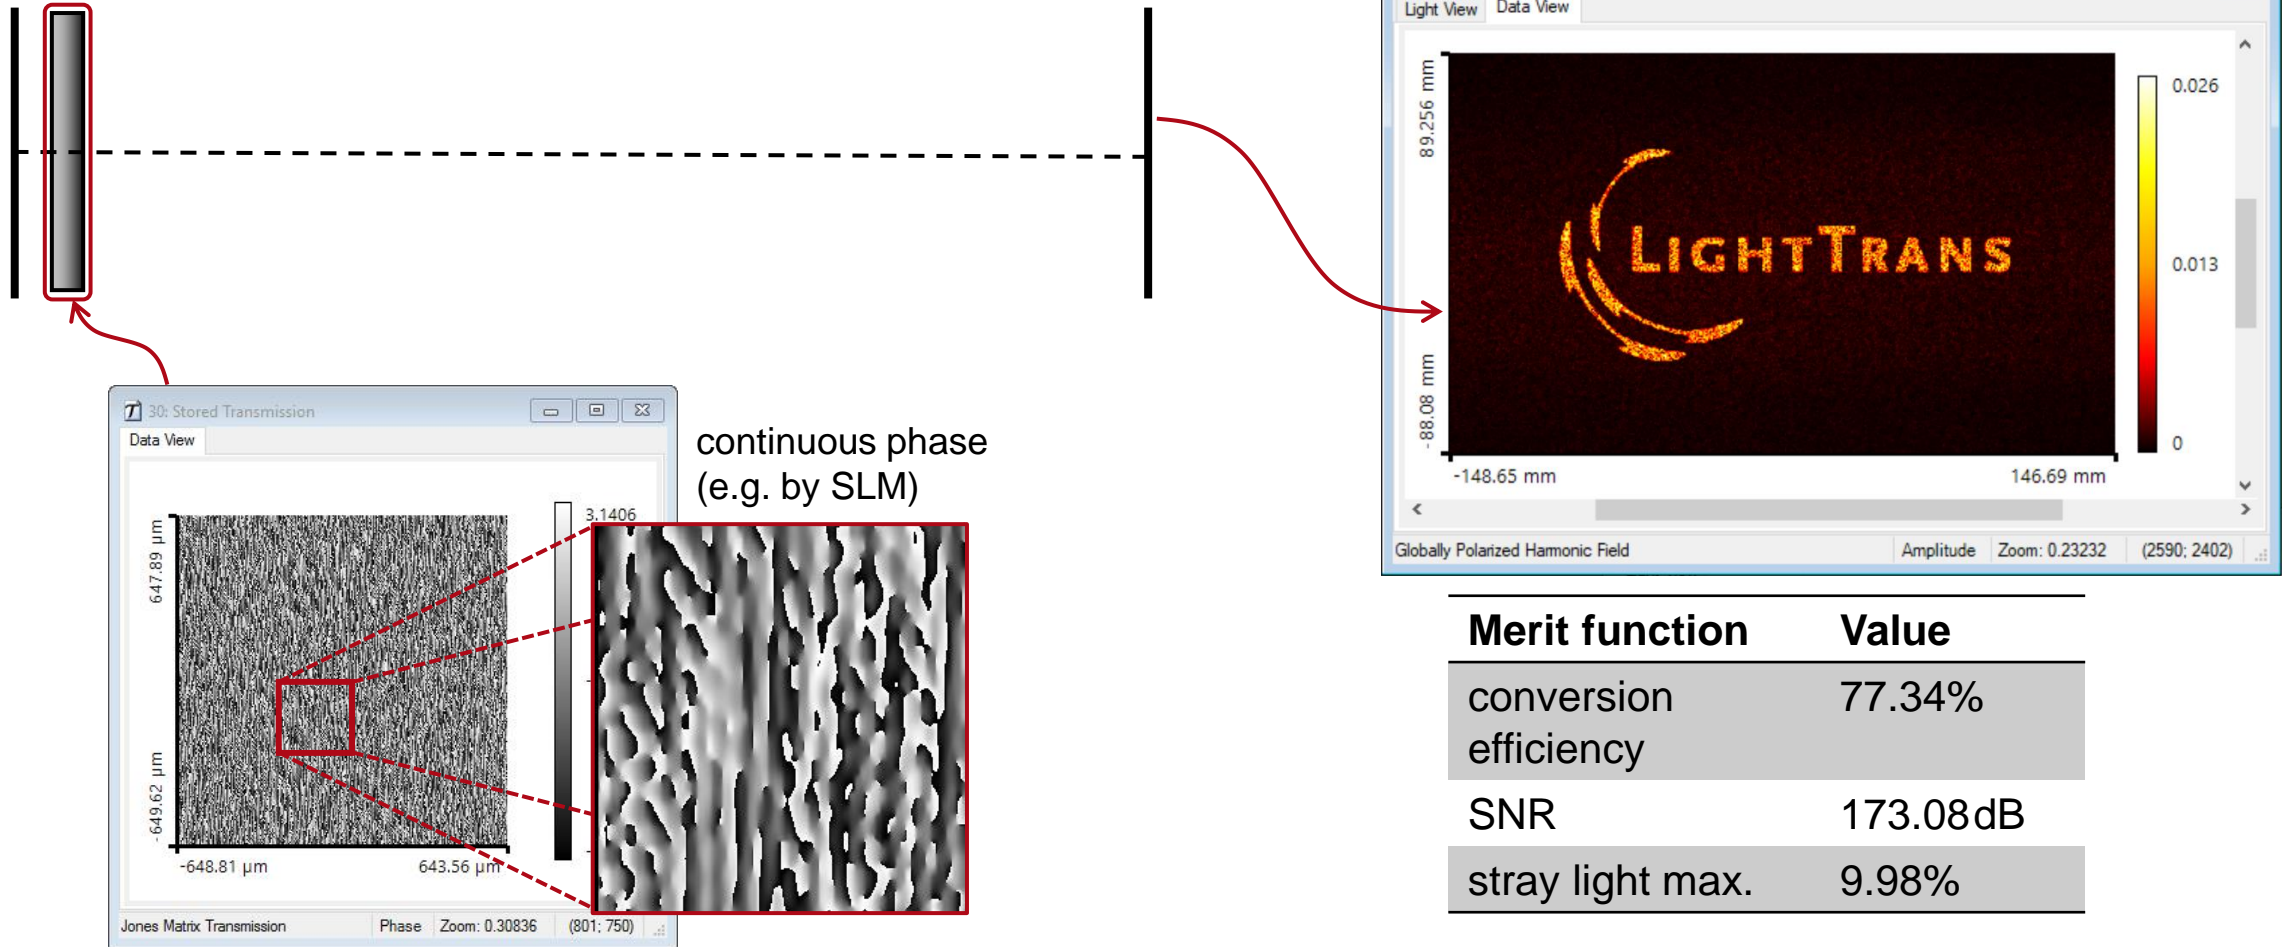 Light View Data View
89.256 mm
-88.08 mm
-148.65 mm
146.69 mm
0.026
0.013
0
LIGHTTRANS
Globally Polarized Harmonic Field
Amplitude
Zoom: 0.23232
(2590; 2402)
30: Stored Transmission
Data View
647.89 µm
-649.62 µm
-648.81 µm
643.56 µm
3.1406
Jones Matrix Transmission
Phase
Zoom: 0.30836
(801; 750)
continuous phase
(e.g. by SLM)
Merit function Value
conversion
efficiency
77.34%
SNR 173.08 dB
stray light max. 9.98%